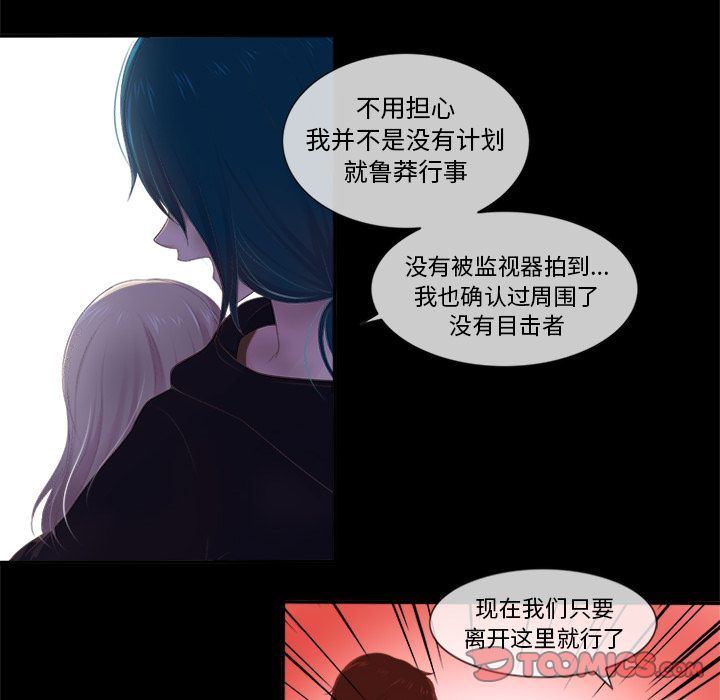 不用担心
我并不是没有计划
就鲁莽行事
没有被监视器拍到...
我也确认过周围了
没有目击者
现在我们只要
离开这里就行了
TOOMICS.COM